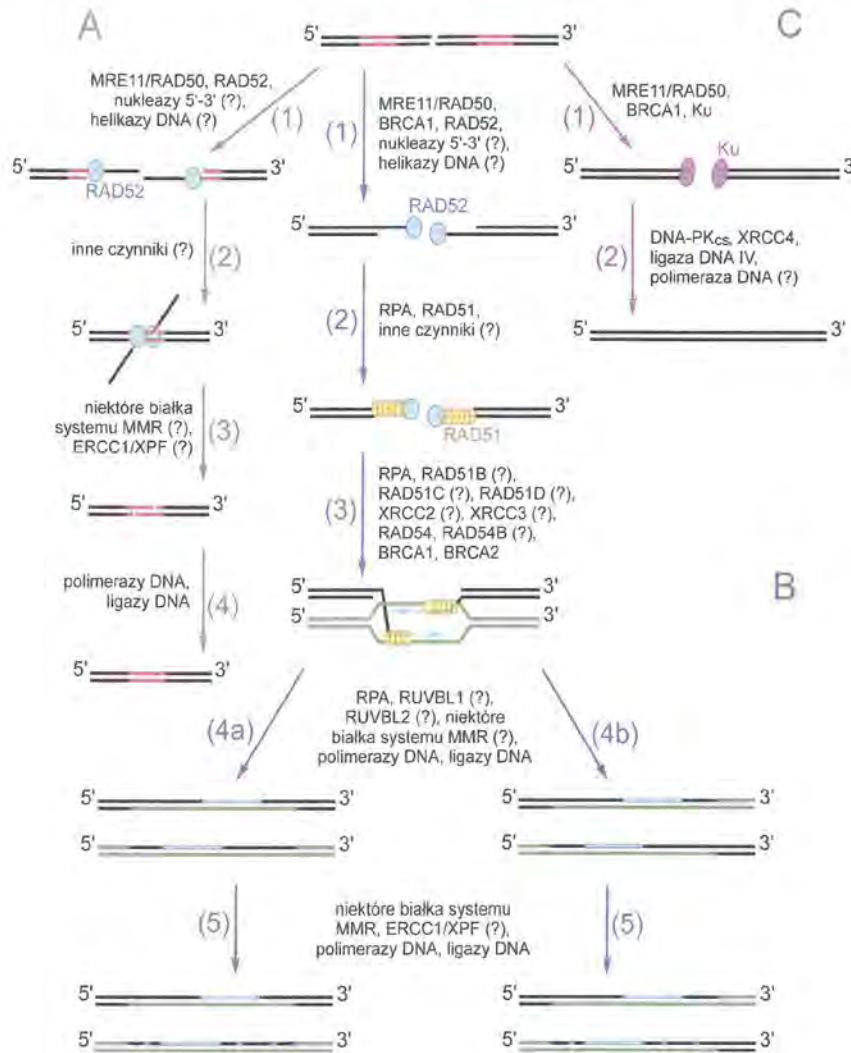 A
5'
3'
C
MRE11/RAD50, RAD52,
nukleazy 5'-3' (?),
helikazy DNA (?)
(1)
(1)
MRE11/RAD50,
BRCA1, RAD52,
nukleazy 5'-3' (?),
helikazy DNA (?)
(1)
MRE11/RAD50,
BRCA1, Ku
5'
3'
RAD52
5'
3'
RAD52
Ku
5'
3'
inne czynniki (?)
(2)
(2)
RPA, RAD51,
inne czynniki (?)
(2)
DNA-PKcs, XRCC4,
ligaza DNA IV,
polimeraza DNA (?)
5'
3'
5'
3'
5'
3'
RAD51
niektóre białka
systemu MMR (?),
ERCC1/XPF (?)
(3)
(3)
RPA, RAD51B (?),
RAD51C (?), RAD51D (?),
XRCC2 (?), XRCC3 (?),
RAD54, RAD54B (?),
BRCA1, BRCA2
5'
3'
polimerazy DNA,
ligazy DNA
(4)
5'
3'
5'
3'
B
5'
3'
(4a)
RPA, RUVBL1 (?),
RUVBL2 (?), niektóre
białka systemu MMR (?),
polimerazy DNA, ligazy DNA
(4b)
5'
3'
5'
3'
5'
3'
5'
3'
(5)
niektóre białka systemu
MMR, ERCC1/XPF (?),
polimerazy DNA, ligazy DNA
(5)
5'
3'
5'
3'
5'
3'
5'
3'